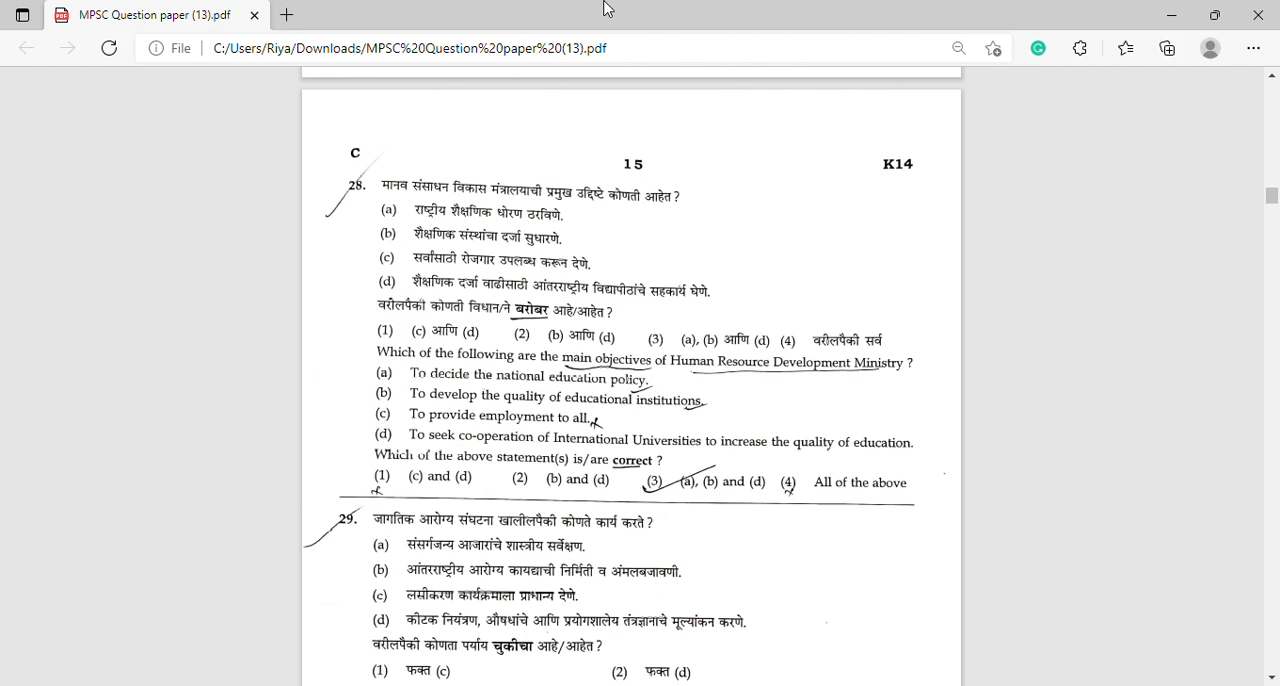 MPSC Question paper (13).pdf
File C:/Users/Riya/Downloads/MPSC%20Question%20paper%20(13).pdf
C
15
K14
28. मानव संसाधन विकास मंत्रालयाची प्रमुख उद्दिष्टे कोणती आहेत ?
(a) राष्ट्रीय शैक्षणिक धोरण ठरविणे.
(b) शैक्षणिक संस्थांचा दर्जा सुधारणे.
(c) सर्वांसाठी रोजगार उपलब्ध करून देणे.
(d) शैक्षणिक दर्जा वाढीसाठी आंतरराष्ट्रीय विद्यापीठांचे सहकार्य घेणे.
वरीलपैकी कोणती विधान/ने बरोबर आहे/आहेत ?
(1) (c) आणि (d) (2) (b) आणि (d) (3) (a), (b) आणि (d) (4) वरीलपैकी सर्व
Which of the following are the main objectives of Human Resource Development Ministry ?
(a) To decide the national education policy.
(b) To develop the quality of educational institutions.
(c) To provide employment to all.
(d) To seek co-operation of International Universities to increase the quality of education.
Which of the above statement(s) is/are correct ?
(1) (c) and (d) (2) (b) and (d) (3) (a), (b) and (d) (4) All of the above
29. जागतिक आरोग्य संघटना खालीलपैकी कोणते कार्य करते ?
(a) संसर्गजन्य आजारांचे शास्त्रीय सर्वेक्षण.
(b) आंतरराष्ट्रीय आरोग्य कायद्याची निर्मिती व अंमलबजावणी.
(c) लसीकरण कार्यक्रमाला प्राधान्य देणे.
(d) कीटक नियंत्रण, औषधांचे आणि प्रयोगशालेय तंत्रज्ञानाचे मूल्यांकन करणे.
वरीलपैकी कोणता पर्याय चुकीचा आहे/आहेत ?
(1) फक्त (c) (2) फक्त (d)